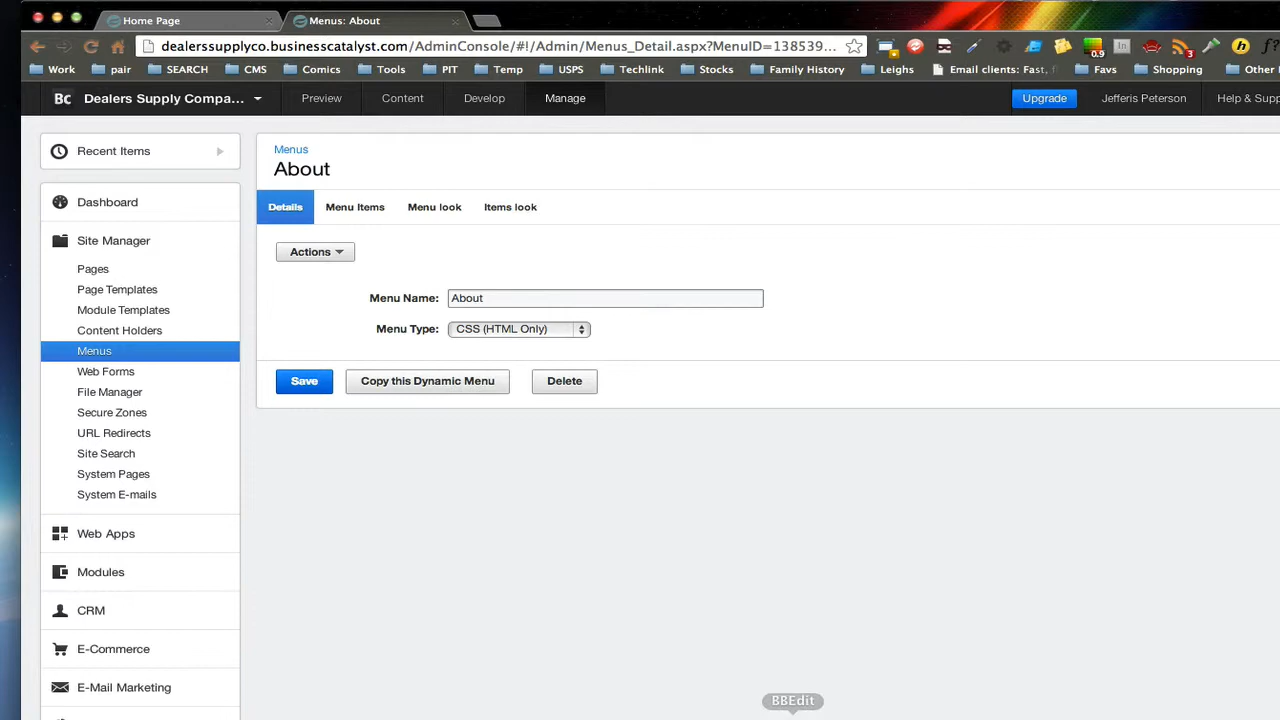 Home Page
Menus: About
dealerssupplyco.businesscatalyst.com/AdminConsole/#!/Admin/Menus_Detail.aspx?MenuID=138539...
0.9
In
3
h
f?
Work
pair
SEARCH
CMS
Comics
Tools
PIT
Temp
USPS
Techlink
Stocks
Family History
Leighs
Email clients: Fast, f
Favs
Shopping
Other
Bc
Dealers Supply Compa...
Preview
Content
Develop
Manage
Upgrade
Jefferis Peterson
Help & Supp
Recent Items
Dashboard
Site Manager
Pages
Page Templates
Module Templates
Content Holders
Menus
Web Forms
File Manager
Secure Zones
URL Redirects
Site Search
System Pages
System E-mails
Web Apps
Modules
CRM
E-Commerce
E-Mail Marketing
Menus
About
Details
Menu Items
Menu look
Items look
Actions
Menu Name:
About
Menu Type:
CSS (HTML Only)
Save
Copy this Dynamic Menu
Delete
BBEdit